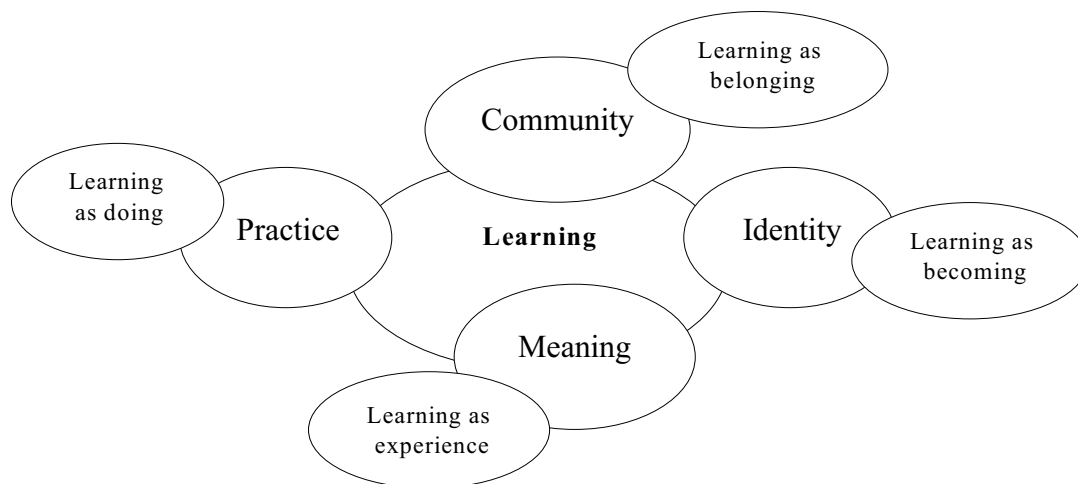 Learning as
belonging
Community
Learning
as doing
Practice
Learning
Identity
Learning as
becoming
Meaning
Learning as
experience